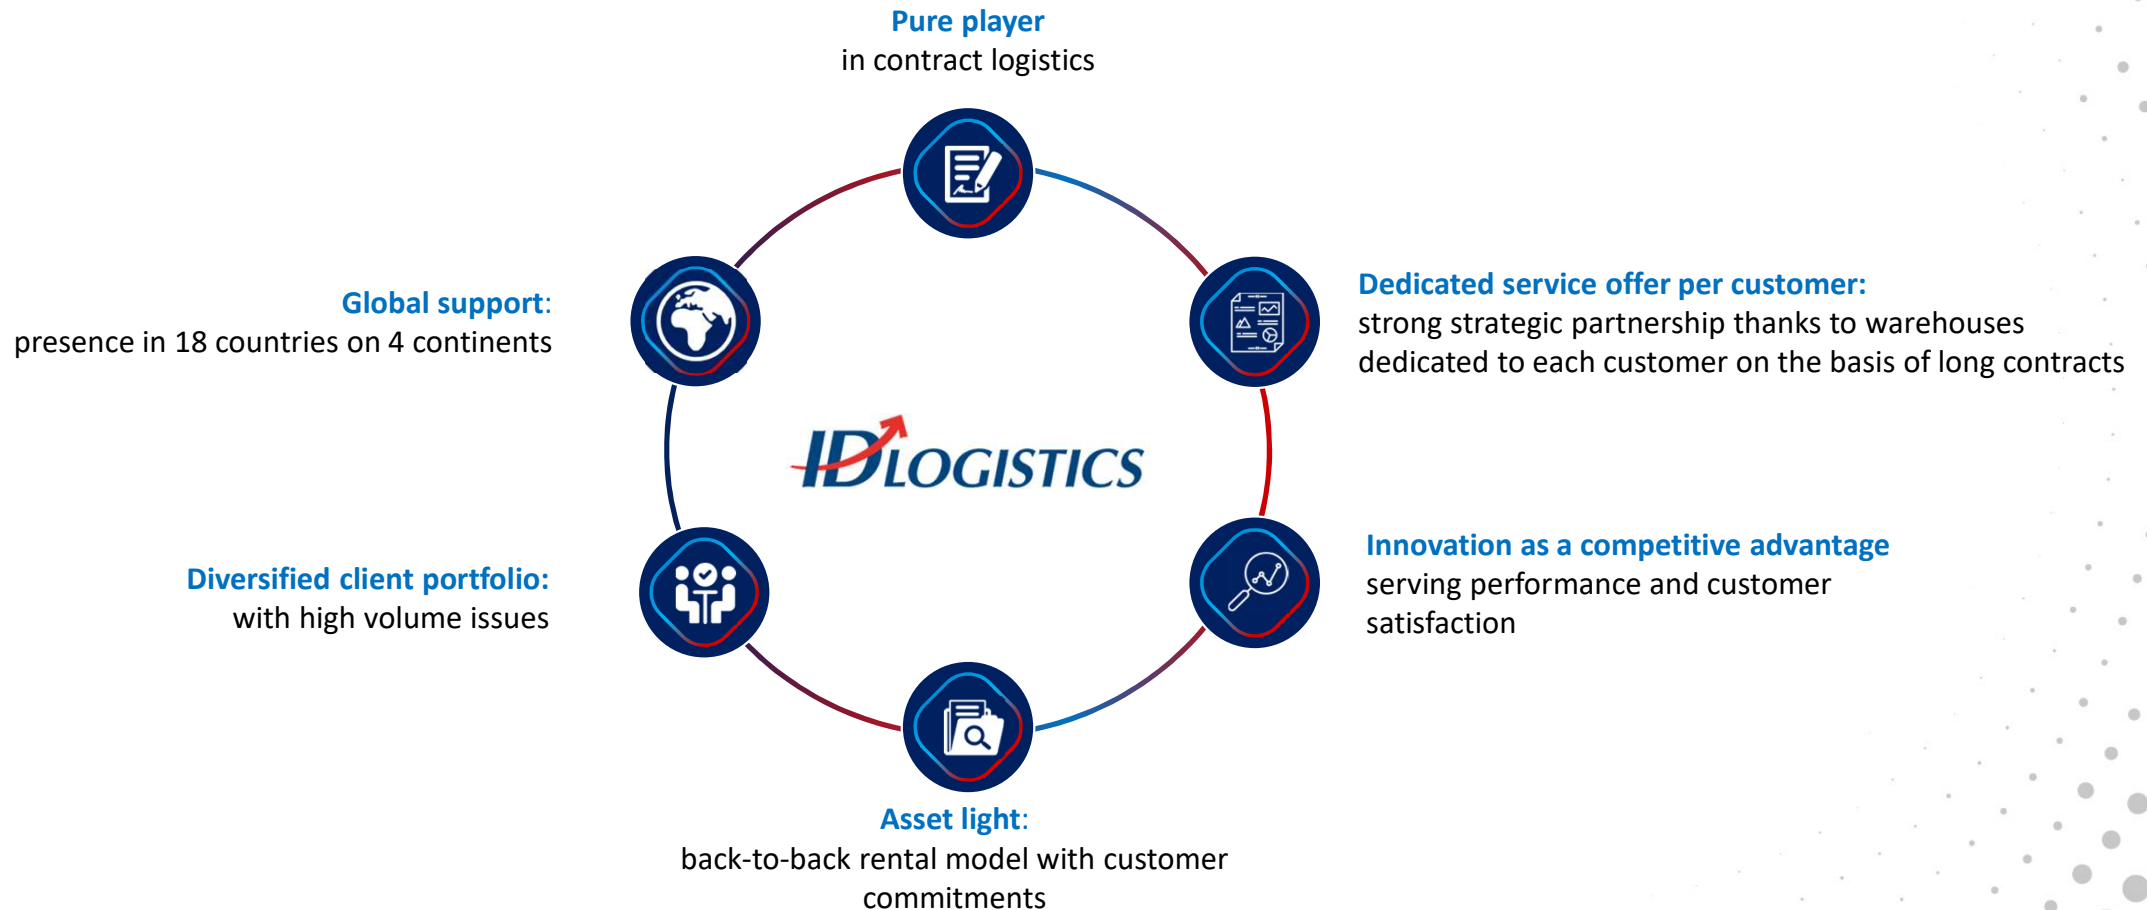 Pure player
in contract logistics
Dedicated service offer per customer:
strong strategic partnership thanks to warehouses
dedicated to each customer on the basis of long contracts
Innovation as a competitive advantage
serving performance and customer
satisfaction
Asset light:
back-to-back rental model with customer
commitments
Diversified client portfolio:
with high volume issues
Global support:
presence in 18 countries on 4 continents
ID LOGISTICS